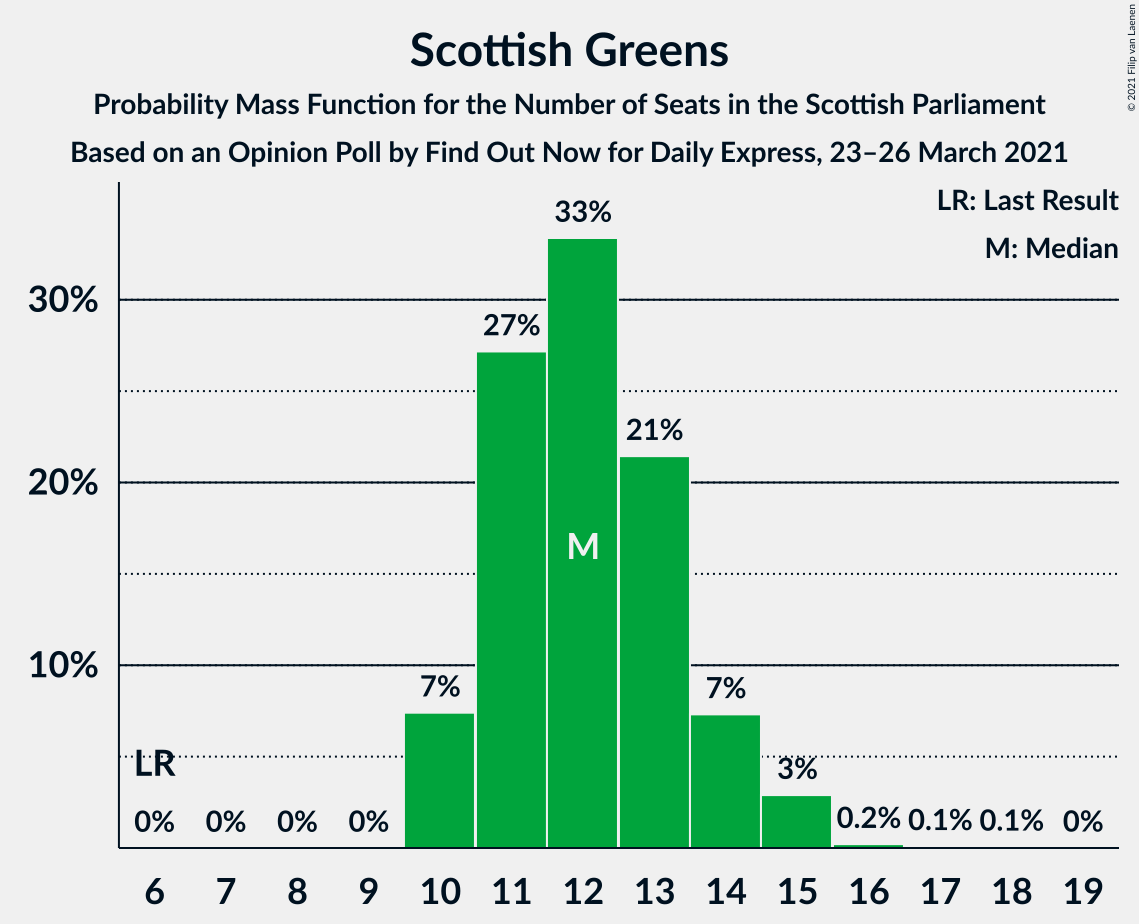 © 2021 Filip van Laenen
Scottish Greens
Probability Mass Function for the Number of Seats in the Scottish Parliament
Based on an Opinion Poll by Find Out Now for Daily Express, 23–26 March 2021
LR: Last Result
M: Median
33%
30%
27%
21%
20%
M
10%
7%
7%
LR
3%
0% 0% 0% 0% 0.2% 0.1% 0.1% 0%
6 7 8 9 10 11 12 13 14 15 16 17 18 19